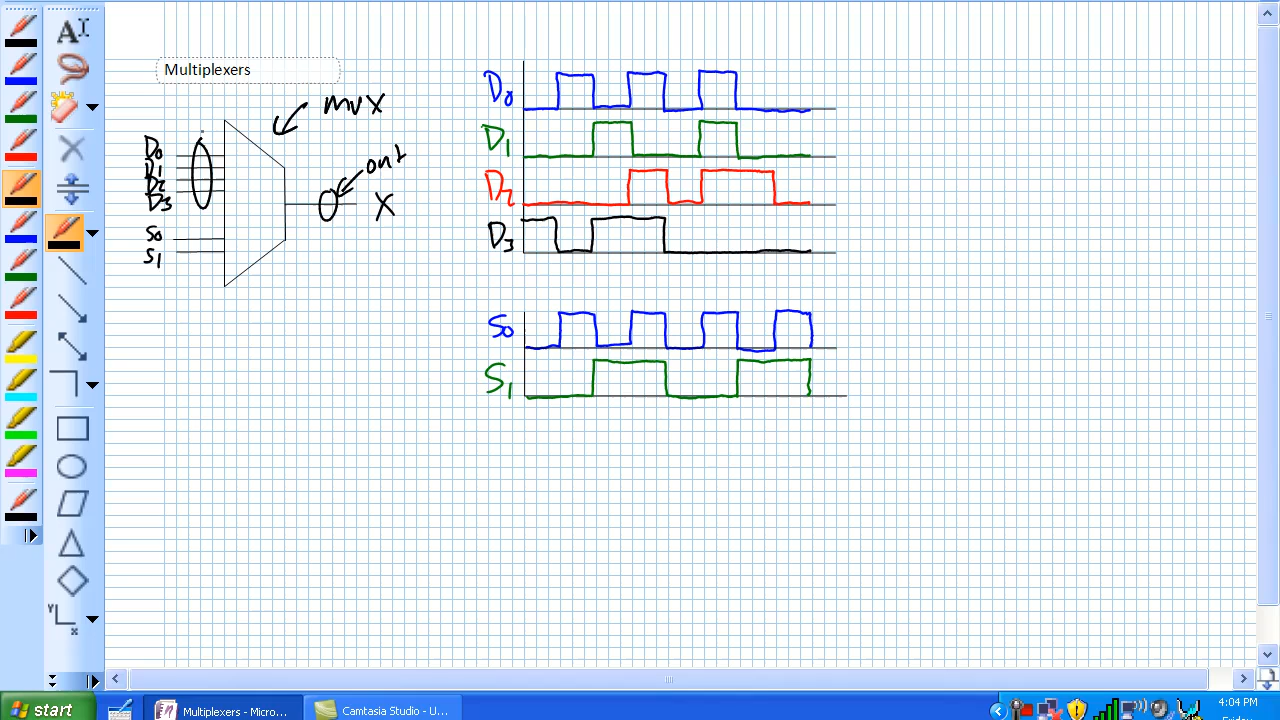 Multiplexers
mux
D0
D1
D2
D3
S0
S1
out
X
D0
D1
D2
D3
S0
S1
A
Y
x
start
Multiplexers - Micro...
Camtasia Studio - U...
4:04 PM
Friday